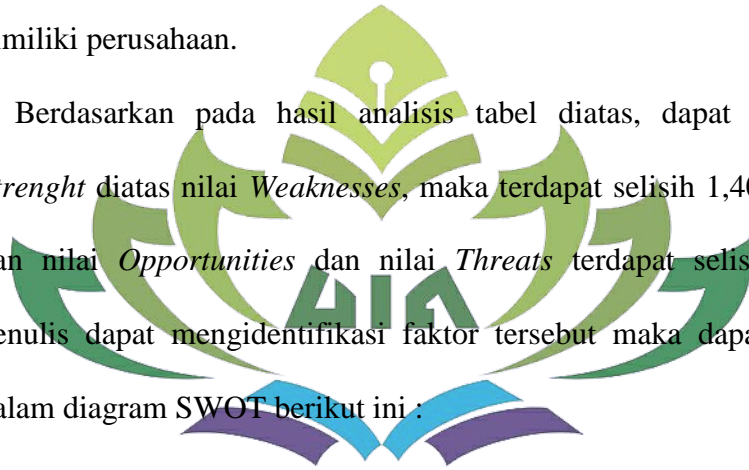 miliki perusahaan.
Berdasarkan pada hasil analisis tabel diatas, dapat
trenght diatas nilai Weaknesses, maka terdapat selisih 1,40
an nilai Opportunities dan nilai Threats terdapat selis
enulis dapat mengidentifikasi faktor tersebut maka dapa
alam diagram SWOT berikut ini :